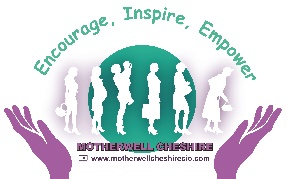 Encourage, Inspire, Empower
MOTHERWELL CHESHIRE
www.motherwellcheshirecio.com